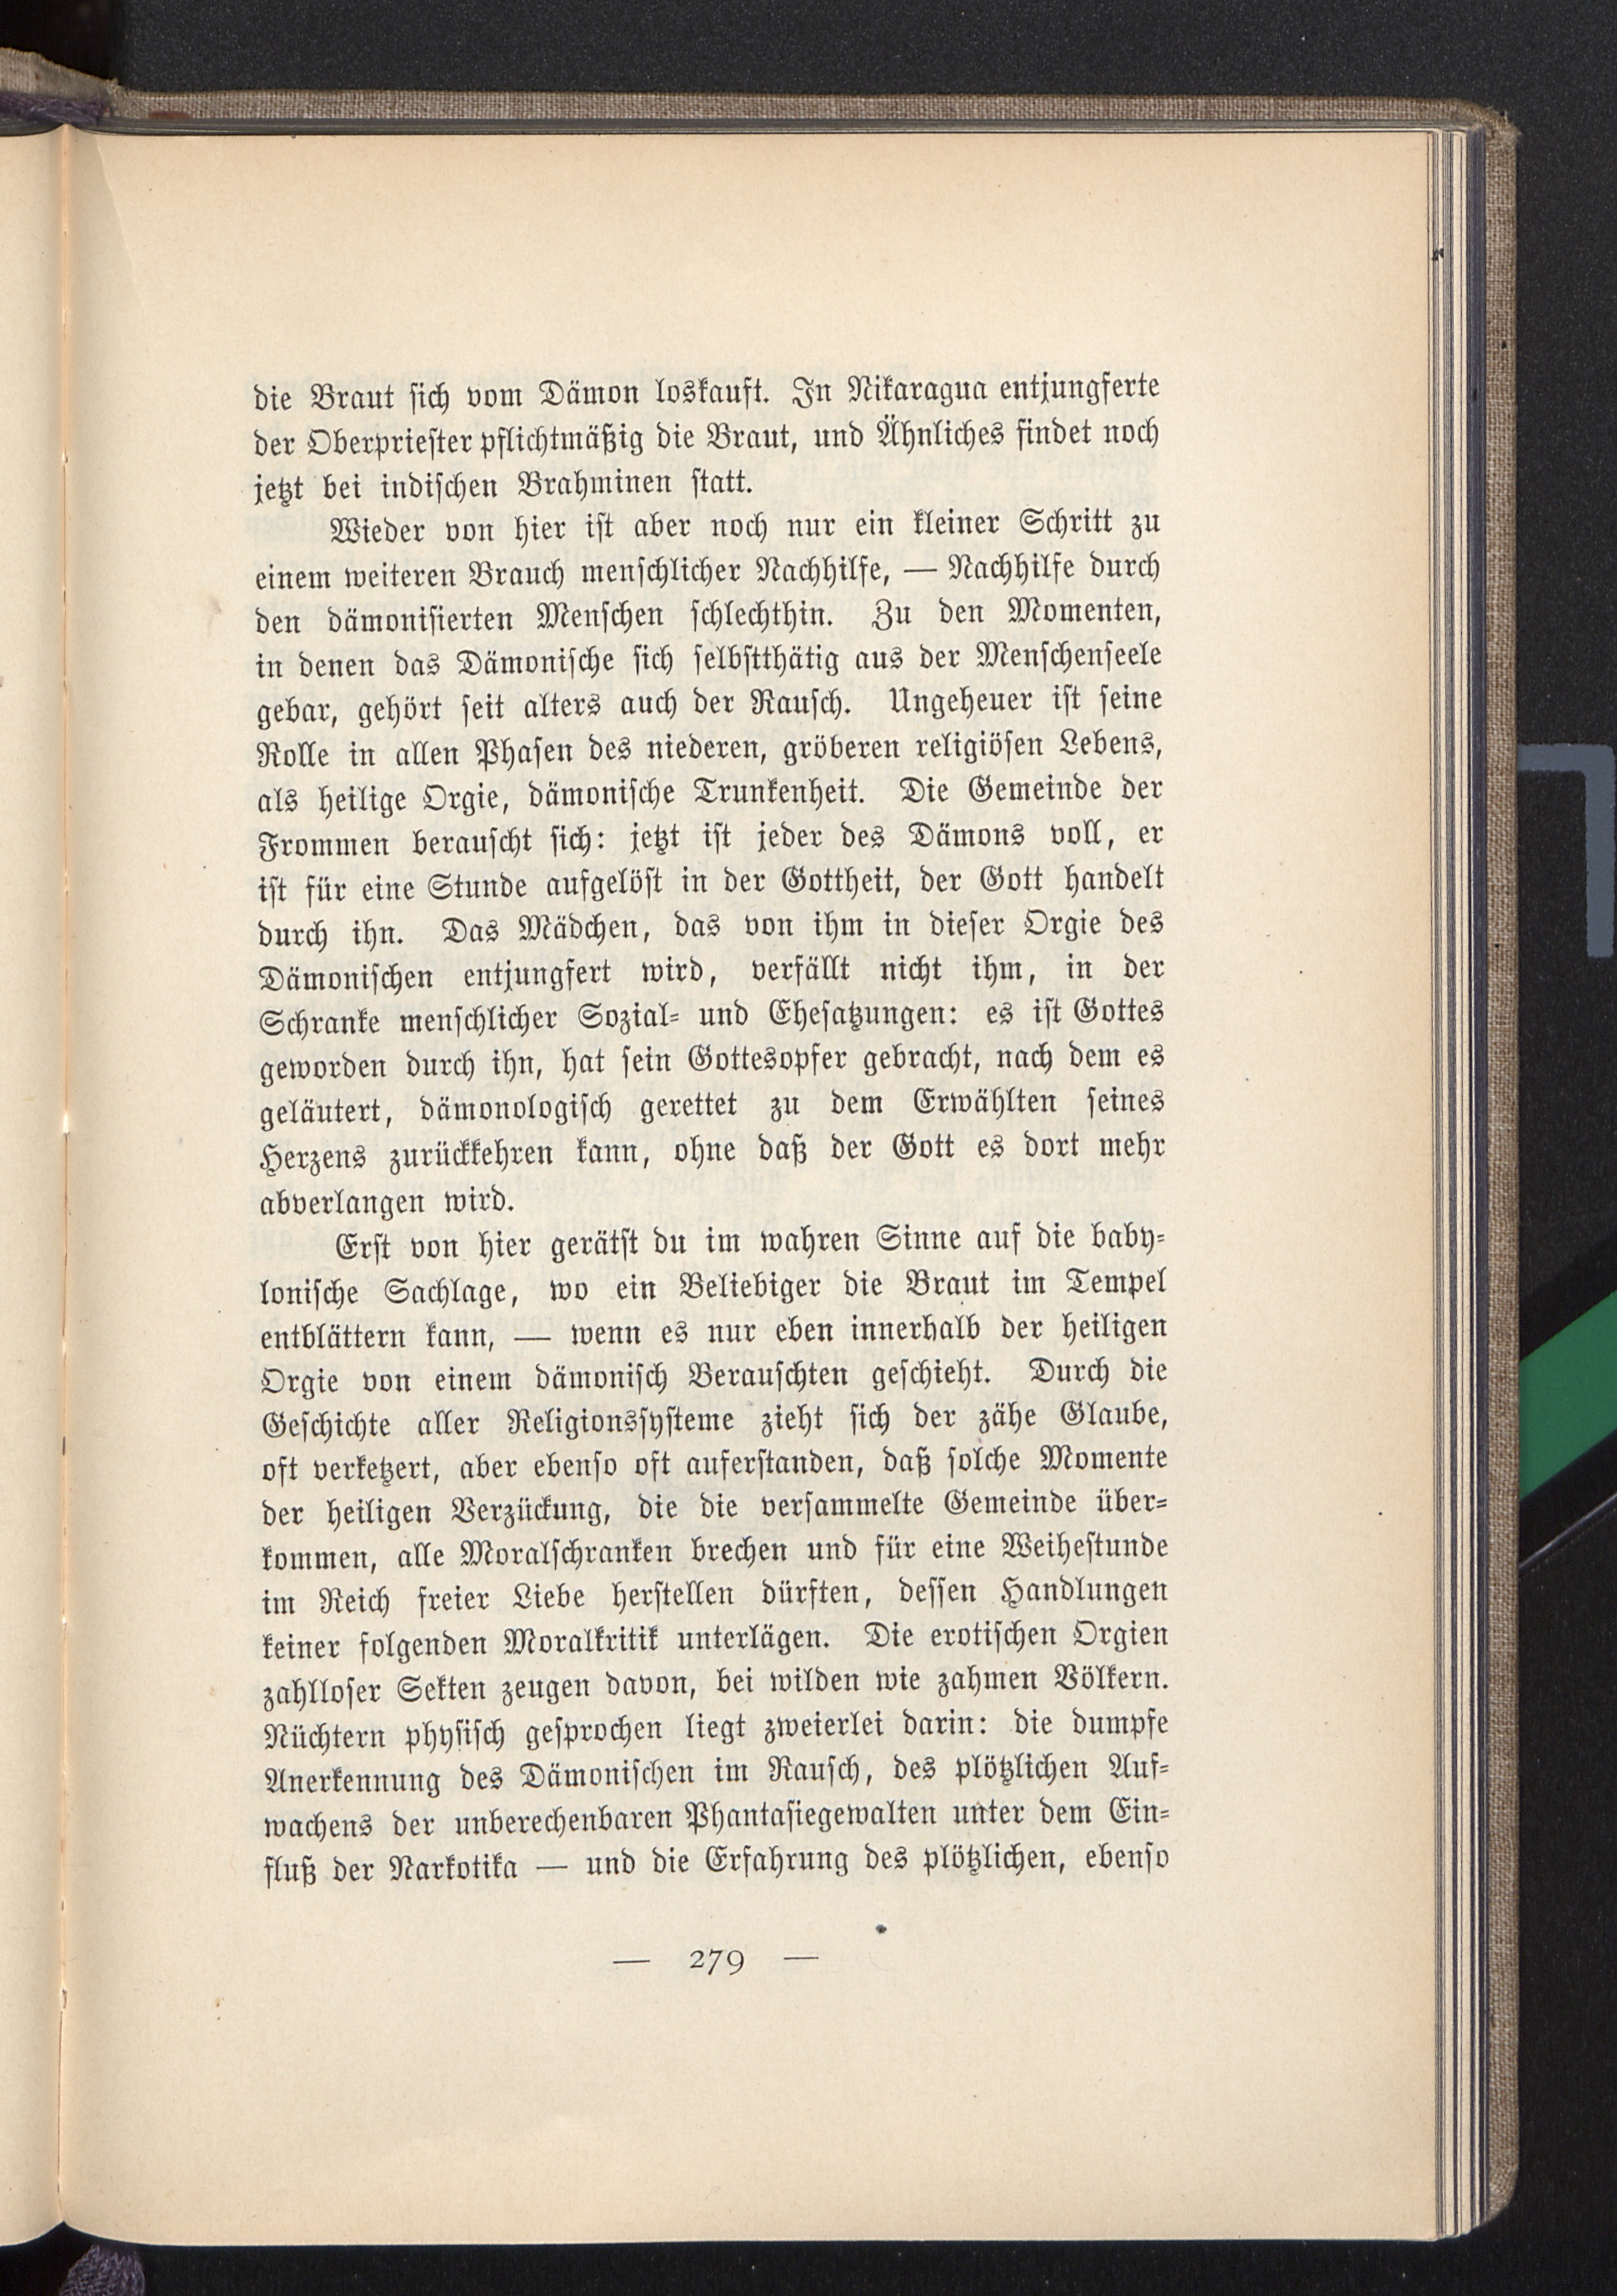 die Braut sich vom Dämon loskauft. In Nikaragua entjungferte
der Oberpriester pflichtmäßig die Braut, und Ähnliches findet noch
jetzt bei indischen Brahminen statt.
Wieder von hier ist aber noch nur ein kleiner Schritt zu
einem weiteren Brauch menschlicher Nachhilfe, — Nachhilfe durch
den dämonisierten Menschen schlechthin. Zu den Momenten,
in denen das Dämonische sich selbstthätig aus der Menschenseele
gebar, gehört seit alters auch der Rausch. Ungeheuer ist seine
Rolle in allen Phasen des niederen, gröberen religiösen Lebens,
als heilige Orgie, dämonische Trunkenheit. Die Gemeinde der
Frommen berauscht sich: jetzt ist jeder des Dämons voll, er
ist für eine Stunde aufgelöst in der Gottheit, der Gott handelt
durch ihn. Das Mädchen, das von ihm in dieser Orgie des
Dämonischen entjungfert wird, verfällt nicht ihm, in der
Schranke menschlicher Sozial- und Ehesatzungen: es ist Gottes
geworden durch ihn, hat sein Gottesopfer gebracht, nach dem es
geläutert, dämonologisch gerettet zu dem Erwählten seines
Herzens zurückkehren kann, ohne daß der Gott es dort mehr
abverlangen wird.
Erst von hier gerätst du im wahren Sinne auf die baby-
lonische Sachlage, wo ein Beliebiger die Braut im Tempel
entblättern kann, — wenn es nur eben innerhalb der heiligen
Orgie von einem dämonisch Berauschten geschieht. Durch die
Geschichte aller Religionssysteme zieht sich der zähe Glaube,
oft verketzert, aber ebenso oft auferstanden, daß solche Momente
der heiligen Verzückung, die die versammelte Gemeinde über-
kommen, alle Moralschranken brechen und für eine Weihestunde
im Reich freier Liebe herstellen dürften, dessen Handlungen
keiner folgenden Moralkritik unterlägen. Die erotischen Orgien
zahlloser Sekten zeugen davon, bei wilden wie zahmen Völkern.
Nüchtern physisch gesprochen liegt zweierlei darin: die dumpfe
Anerkennung des Dämonischen im Rausch, des plötzlichen Auf-
wachens der unberechenbaren Phantasiegewalten unter dem Ein-
fluß der Narkotika — und die Erfahrung des plötzlichen, ebenso
— 279 —